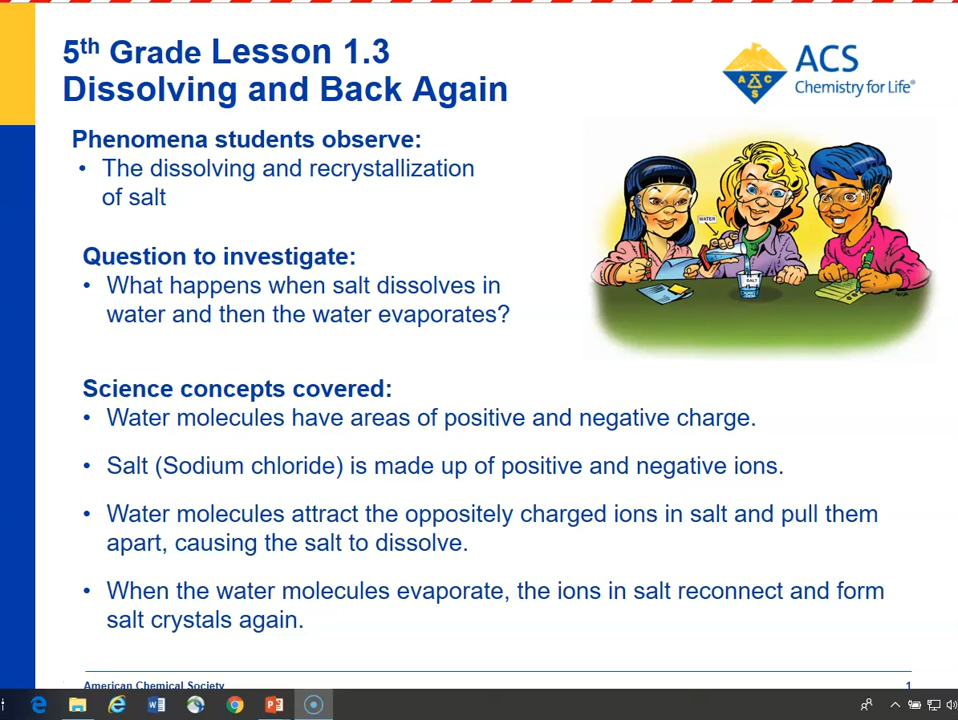 5th Grade Lesson 1.3
Dissolving and Back Again
ACS
Chemistry for Life®
A C S
Phenomena students observe:
• The dissolving and recrystallization
of salt
WATER
SALT
Question to investigate:
• What happens when salt dissolves in
water and then the water evaporates?
Science concepts covered:
• Water molecules have areas of positive and negative charge.
• Salt (Sodium chloride) is made up of positive and negative ions.
• Water molecules attract the oppositely charged ions in salt and pull them
apart, causing the salt to dissolve.
• When the water molecules evaporate, the ions in salt reconnect and form
salt crystals again.
American Chemical Society
1